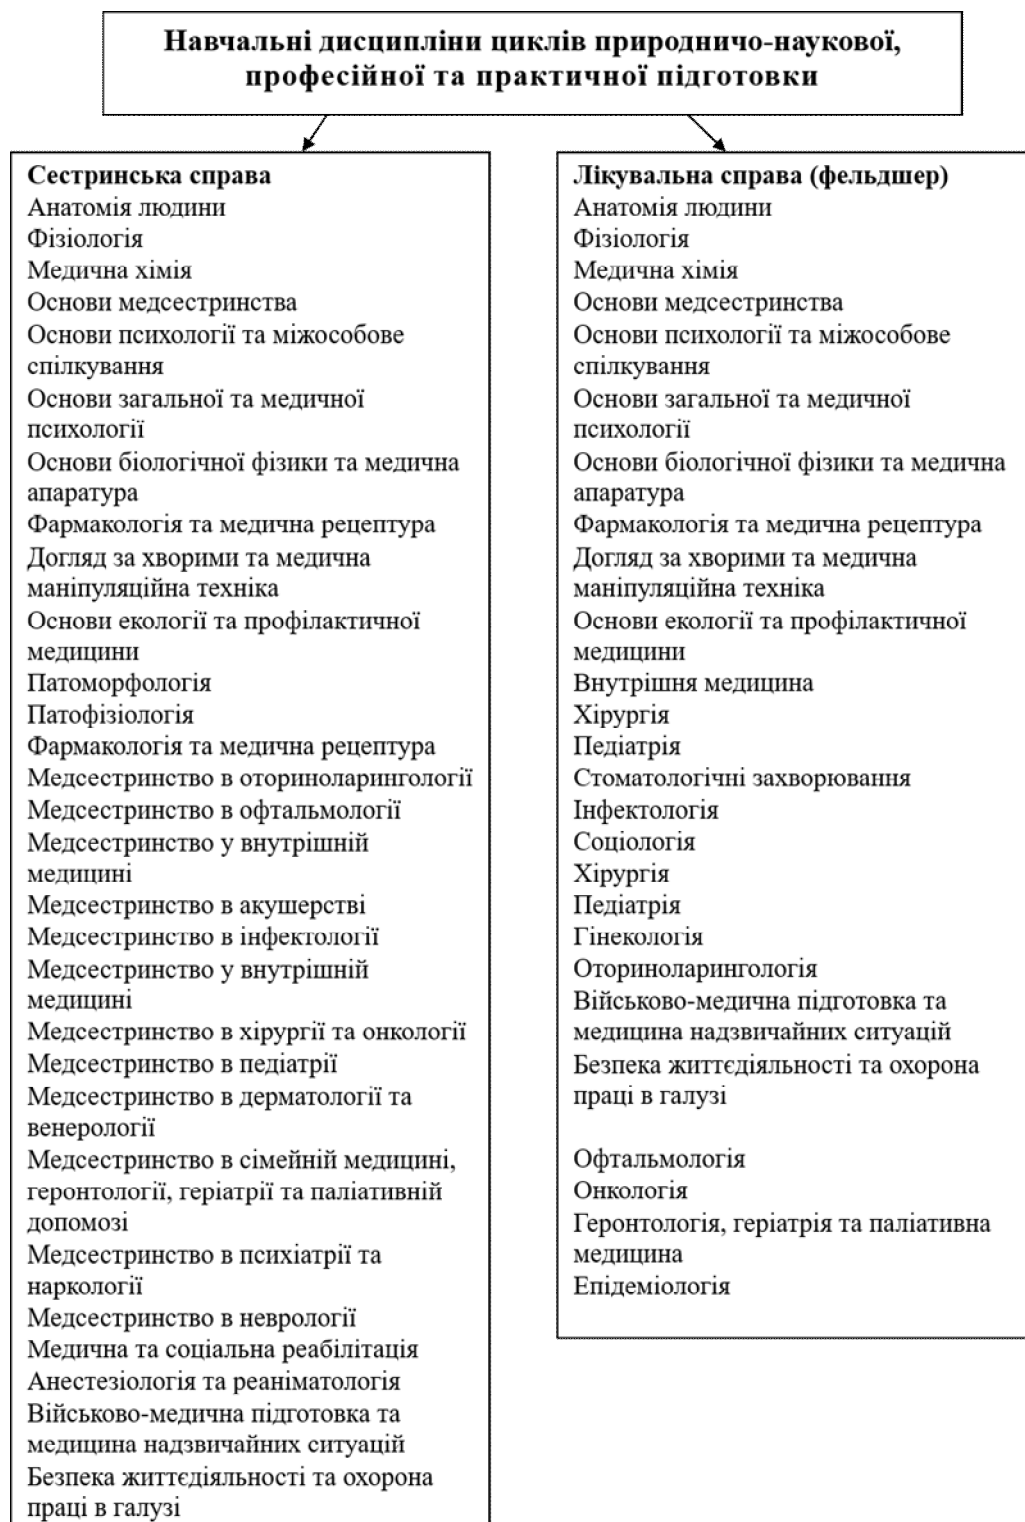 Навчальні дисципліни циклів природничо-наукової,
професійної та практичної підготовки
Сестринська справа
Анатомія людини
Фізіологія
Медична хімія
Основи медсестринства
Основи психології та міжособове
спілкування
Основи загальної та медичної
психології
Основи біологічної фізики та медична
апаратура
Фармакологія та медична рецептура
Догляд за хворими та медична
маніпуляційна техніка
Основи екології та профілактичної
медицини
Патоморфологія
Патофізіологія
Фармакологія та медична рецептура
Медсестринство в оториноларингології
Медсестринство в офтальмології
Медсестринство у внутрішній
медицині
Медсестринство в акушерстві
Медсестринство в інфектології
Медсестринство у внутрішній
медицині
Медсестринство в хірургії та онкології
Медсестринство в педіатрії
Медсестринство в дерматології та
венерології
Медсестринство в сімейній медицині,
геронтології, геріатрії та паліативній
допомозі
Медсестринство в психіатрії та
наркології
Медсестринство в неврології
Медична та соціальна реабілітація
Анестезіологія та реаніматологія
Військово-медична підготовка та
медицина надзвичайних ситуацій
Безпека життєдіяльності та охорона
праці в галузі
Лікувальна справа (фельдшер)
Анатомія людини
Фізіологія
Медична хімія
Основи медсестринства
Основи психології та міжособове
спілкування
Основи загальної та медичної
психології
Основи біологічної фізики та медична
апаратура
Фармакологія та медична рецептура
Догляд за хворими та медична
маніпуляційна техніка
Основи екології та профілактичної
медицини
Внутрішня медицина
Хірургія
Педіатрія
Стоматологічні захворювання
Інфектологія
Соціологія
Хірургія
Педіатрія
Гінекологія
Оториноларингологія
Військово-медична підготовка та
медицина надзвичайних ситуацій
Безпека життєдіяльності та охорона
праці в галузі
Офтальмологія
Онкологія
Геронтологія, геріатрія та паліативна
медицина
Епідеміологія